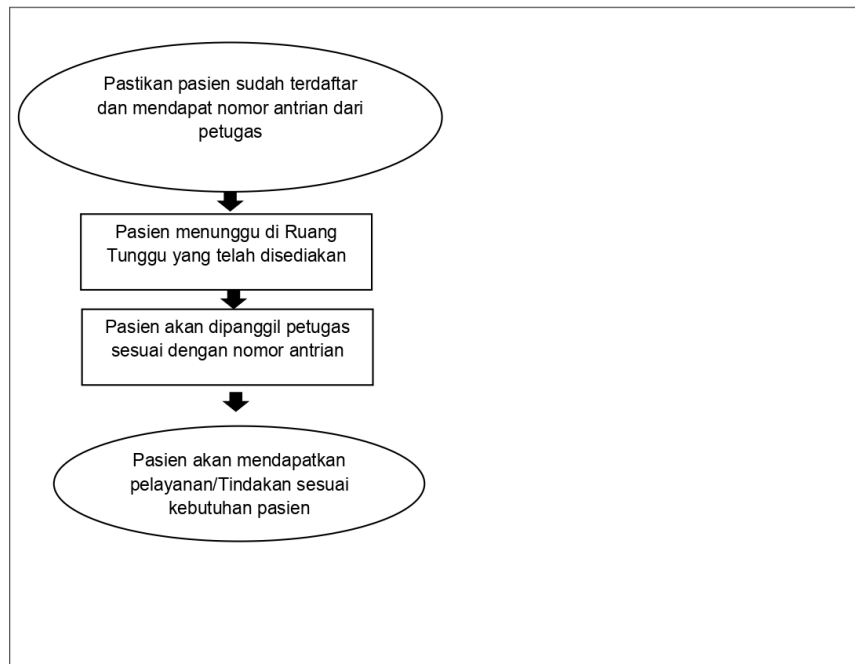 Pastikan pasien sudah terdaftar
dan mendapat nomor antrian dari
petugas
Pasien menunggu di Ruang
Tunggu yang telah disediakan
Pasien akan dipanggil petugas
sesuai dengan nomor antrian
Pasien akan mendapatkan
pelayanan/Tindakan sesuai
kebutuhan pasien